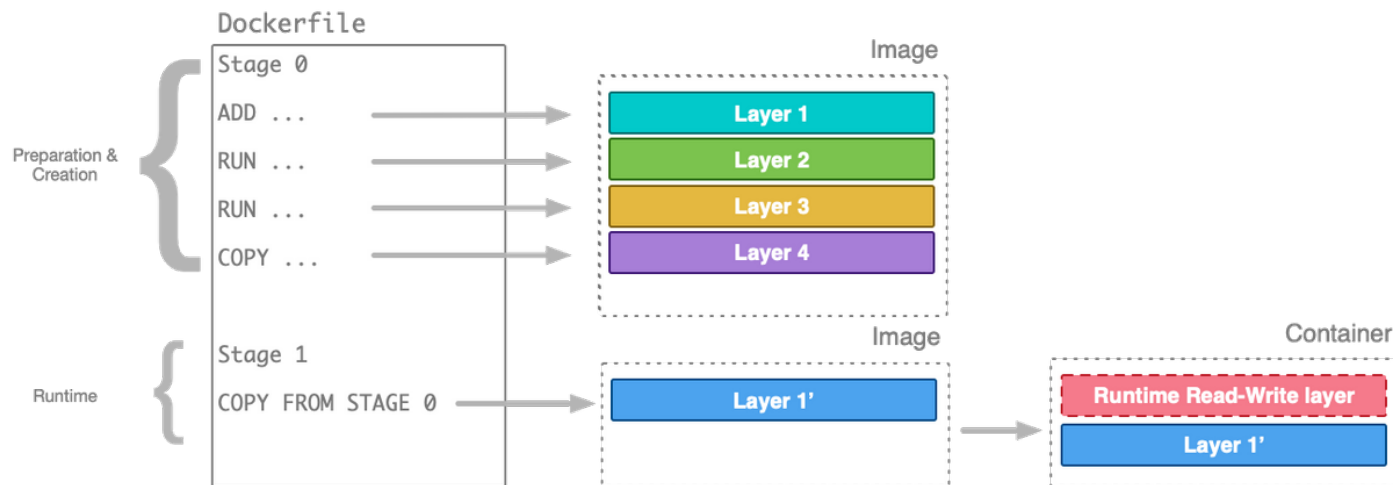 Dockerfile
Stage 0
ADD ...
RUN ...
RUN ...
COPY ...
Preparation &
Creation
Image
Layer 1
Layer 2
Layer 3
Layer 4
Stage 1
COPY FROM STAGE 0
Runtime
Image
Layer 1’
Container
Runtime Read-Write layer
Layer 1’